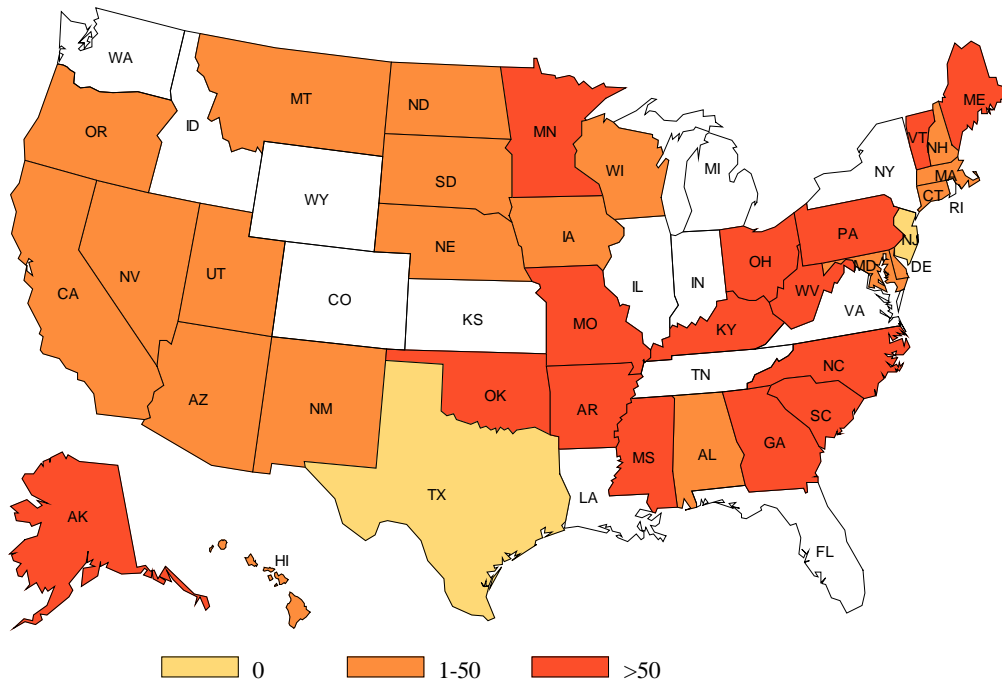 WA
MT
ND
MN
ME
OR
ID
VT
NH
WI
MI
NY
MA
CT
RI
SD
WY
IA
NE
PA
NJ
NV
UT
CA
CO
KS
IL
IN
OH
MD
DE
WV
VA
MO
KY
TN
NC
AZ
NM
OK
AR
SC
MS
AL
GA
TX
LA
AK
FL
HI
0
1-50
>50